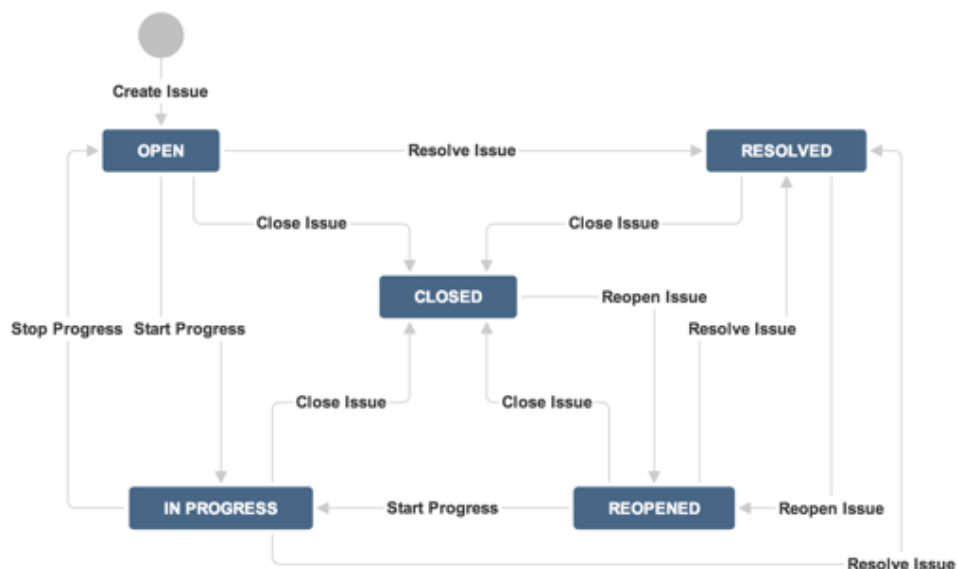 Create Issue
OPEN
Resolve Issue
RESOLVED
Close Issue
Close Issue
CLOSED
Reopen Issue
Stop Progress
Start Progress
Resolve Issue
Close Issue
Close Issue
IN PROGRESS
Start Progress
REOPENED
Reopen Issue
Resolve Issue